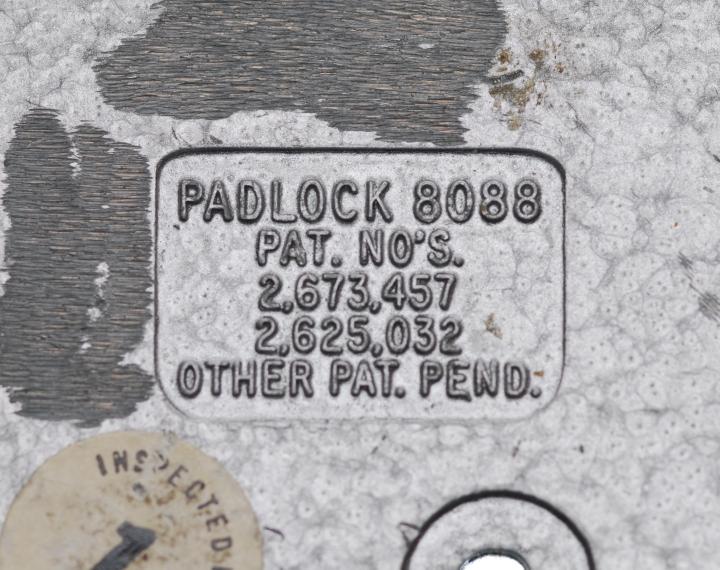 PADLOCK 8088
PAT. NO'S.
2,673,457
2,625,032
OTHER PAT. PEND.
INSPECTED